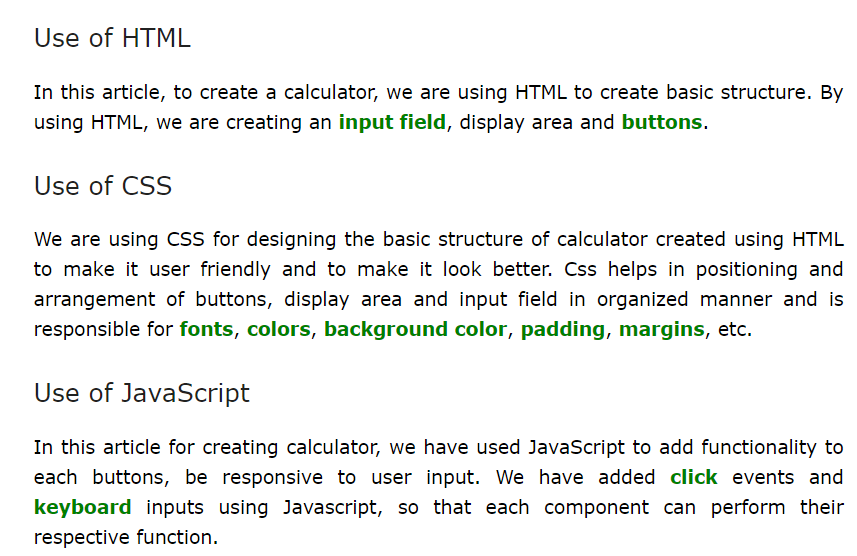 Use of HTML
In this article, to create a calculator, we are using HTML to create basic structure. By
using HTML, we are creating an input field, display area and buttons.
Use of CSS
We are using CSS for designing the basic structure of calculator created using HTML
to make it user friendly and to make it look better. Css helps in positioning and
arrangement of buttons, display area and input field in organized manner and is
responsible for fonts, colors, background color, padding, margins, etc.
Use of JavaScript
In this article for creating calculator, we have used JavaScript to add functionality to
each buttons, be responsive to user input. We have added click events and
keyboard inputs using Javascript, so that each component can perform their
respective function.